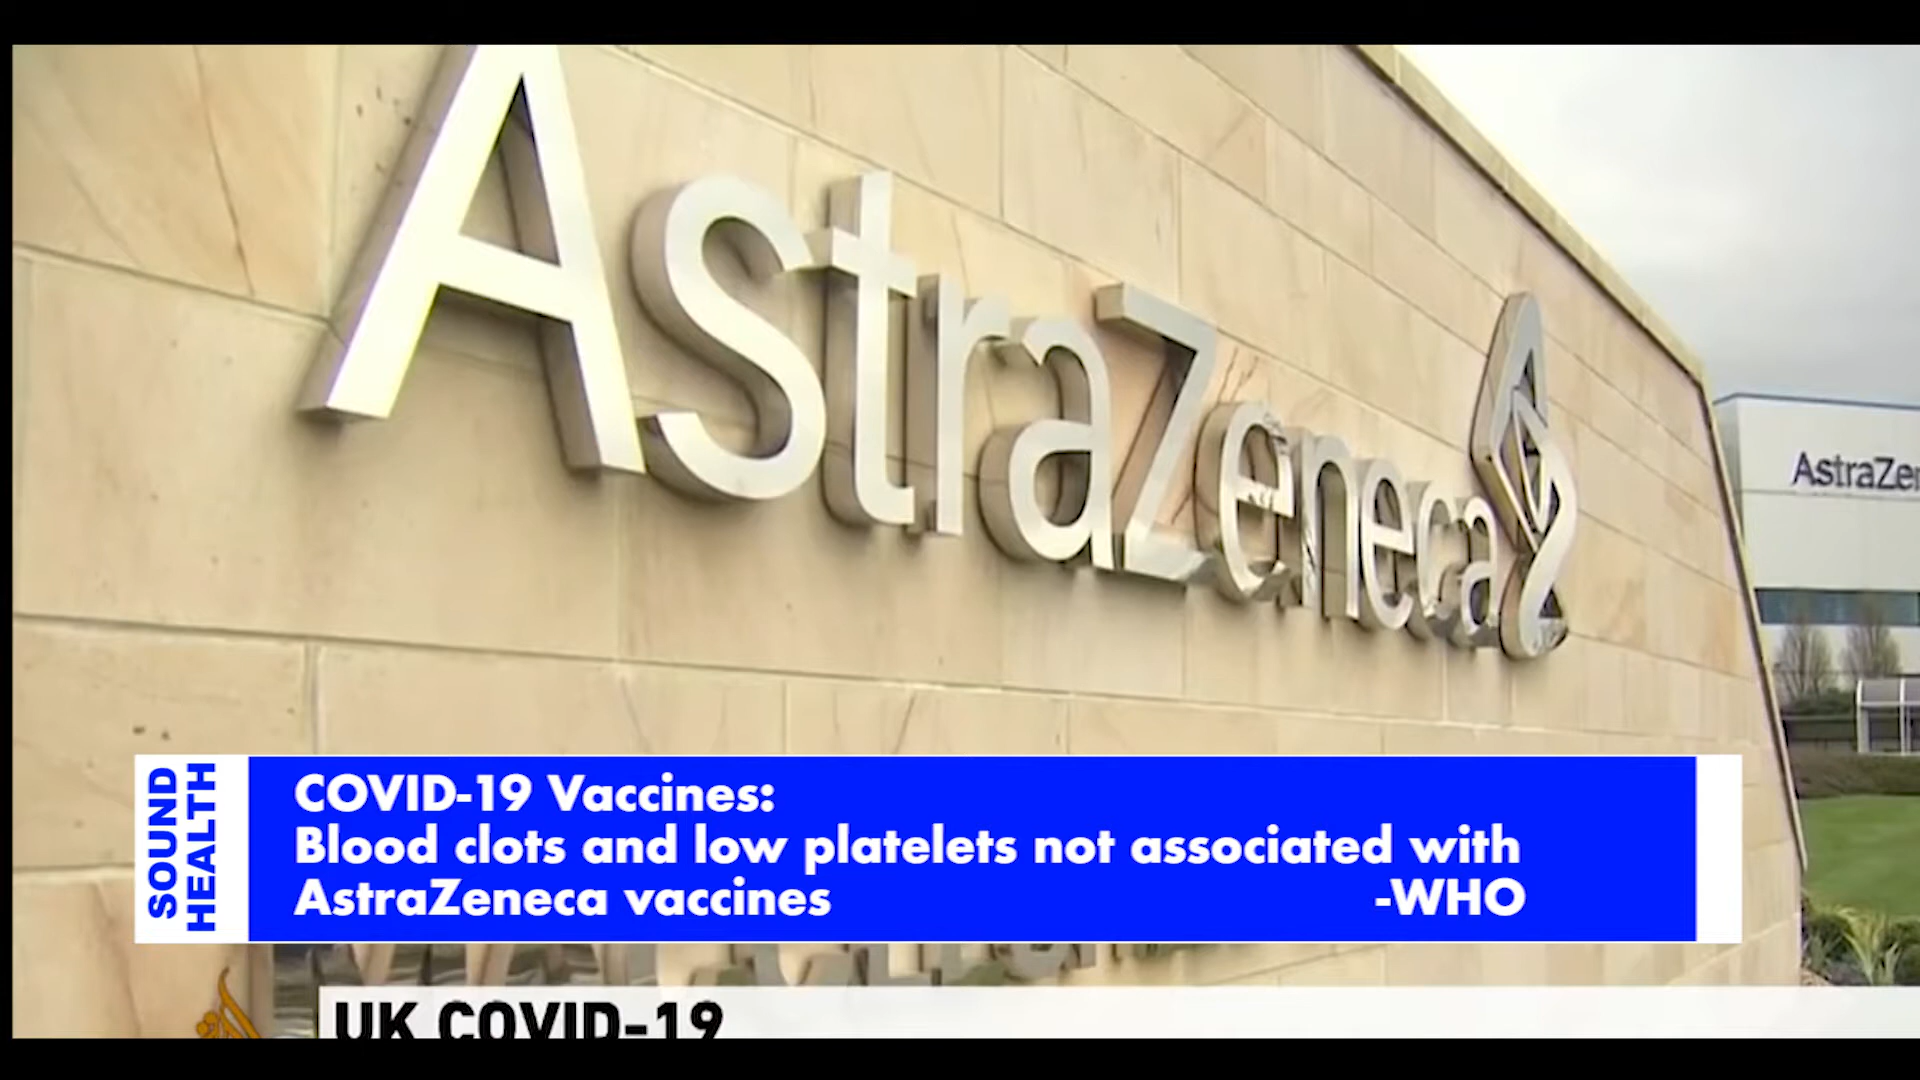 AstraZeneca
AstraZen
SOUND
HEALTH
COVID-19 Vaccines:
Blood clots and low platelets not associated with
AstraZeneca vaccines -WHO
UK COVID-19